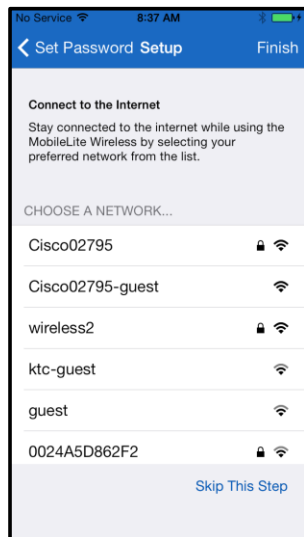 No Service 8:37 AM
Set Password Setup Finish
Connect to the Internet
Stay connected to the internet while using the
MobileLite Wireless by selecting your
preferred network from the list.
CHOOSE A NETWORK...
Cisco02795
Cisco02795-guest
wireless2
ktc-guest
guest
0024A5D862F2
Skip This Step